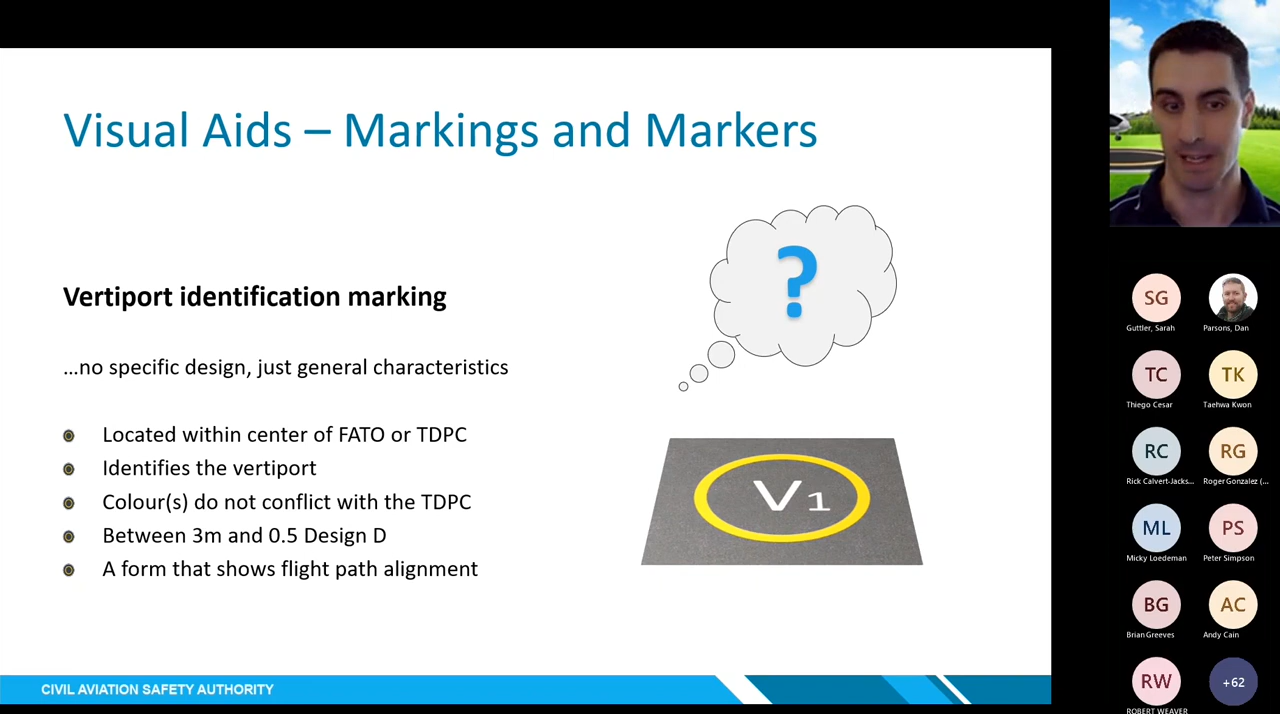 Visual Aids – Markings and Markers
?
Vertiport identification marking
...no specific design, just general characteristics
Located within center of FATO or TDPC
Identifies the vertiport
Colour(s) do not conflict with the TDPC
Between 3m and 0.5 Design D
A form that shows flight path alignment
V1
CIVIL AVIATION SAFETY AUTHORITY
SG
Guttler, Sarah
Parsons, Dan
TC
Thiego Cesar
TK
Taehwa Kwon
RC
Rick Calvert-Jacks...
RG
Roger Gonzalez (...
ML
Micky Loedeman
PS
Peter Simpson
BG
Brian Greeves
AC
Andy Cain
RW
ROBERT WEAVER
+62